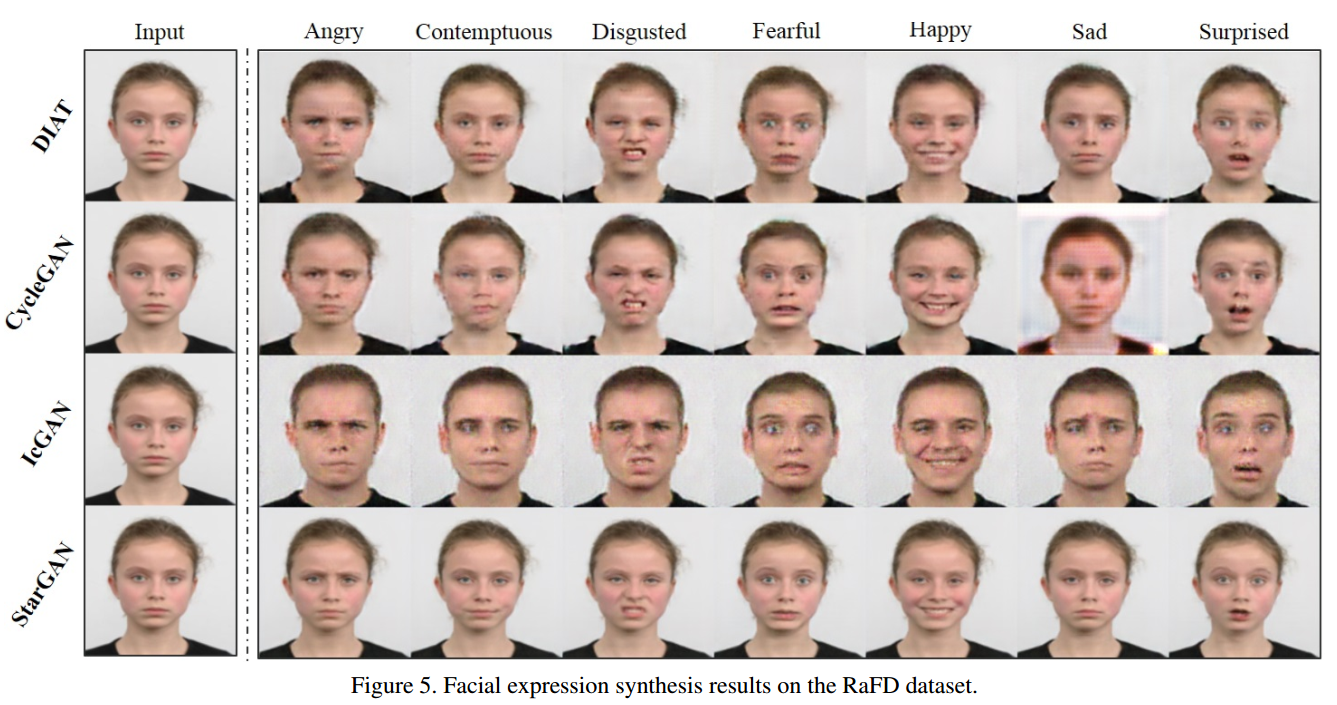 Input Angry Contemptuous Disgusted Fearful Happy Sad Surprised
DIAT
CycleGAN
IcGAN
StarGAN
Figure 5. Facial expression synthesis results on the RaFD dataset.